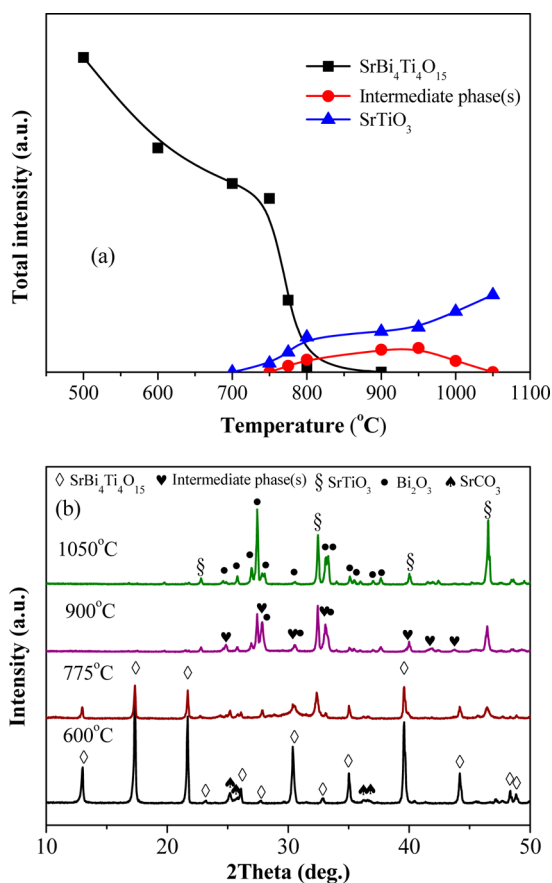 SrBi₄Ti₄O₁₅
Intermediate phase(s)
SrTiO₃
(a)
Total intensity (a.u.)
500 600 700 800 900 1000 1100
Temperature (°C)
◊ SrBi₄Ti₄O₁₅ ♥ Intermediate phase(s) § SrTiO₃ • Bi₂O₃ ♠ SrCO₃
(b)
1050°C
900°C
775°C
600°C
Intensity (a.u.)
10 20 30 40 50
2Theta (deg.)